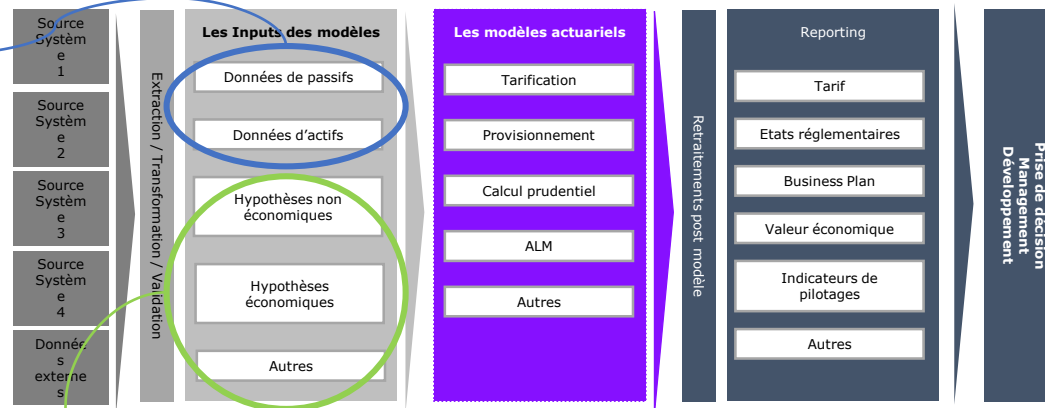 Source
Systèm
e
1
Source
Systèm
e
2
Source
Systèm
e
3
Source
Systèm
e
4
Donnée
s
externe
s
Extraction / Transformation / Validation
Les Inputs des modèles
Données de passifs
Données d’actifs
Hypothèses non
économiques
Hypothèses
économiques
Autres
Les modèles actuariels
Tarification
Provisionnement
Calcul prudentiel
ALM
Autres
Retraitements post modèle
Reporting
Tarif
Etats réglementaires
Business Plan
Valeur économique
Indicateurs de
pilotages
Autres
Prise de décision
Management
Développement